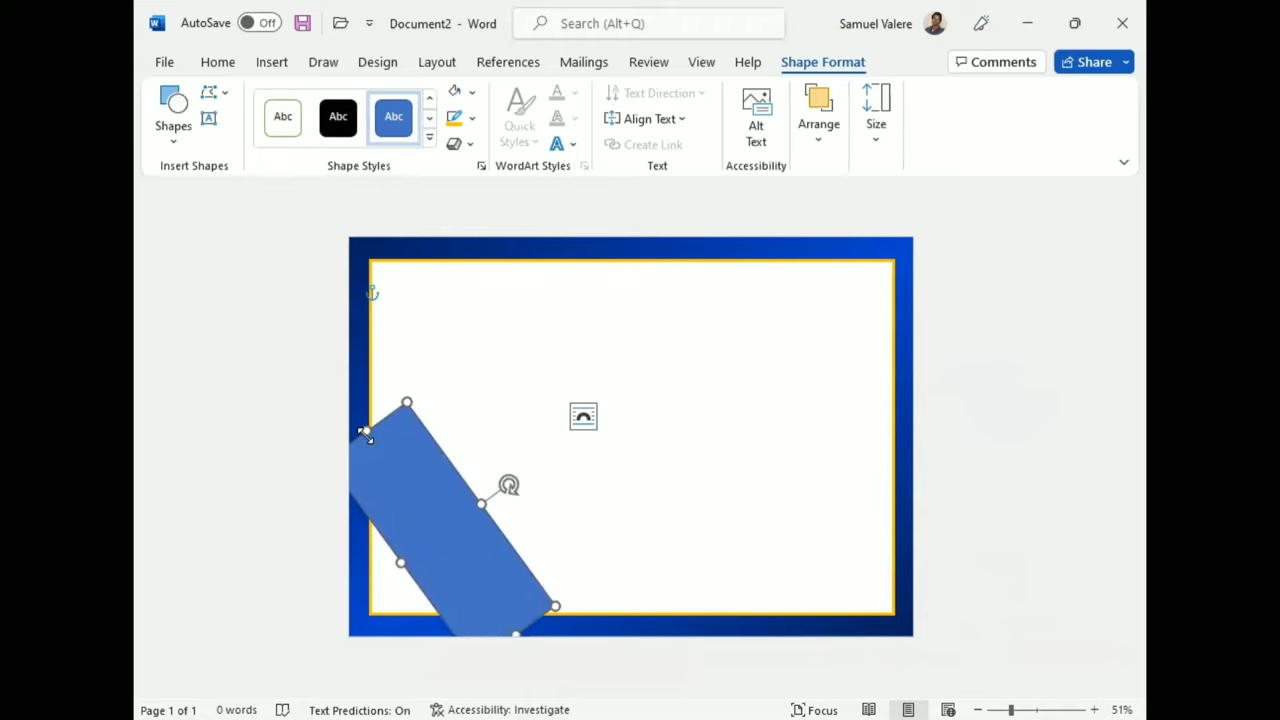 AutoSave Off Document2 - Word Search (Alt+Q) Samuel Valere
File Home Insert Draw Design Layout References Mailings Review View Help Shape Format Comments Share
Shapes
Insert Shapes
Abc Abc Abc
Shape Styles
Quick
Styles
WordArt Styles
Text Direction
Align Text
Create Link
Text
Alt
Text
Accessibility
Arrange
Size
Page 1 of 1 0 words Text Predictions: On Accessibility: Investigate Focus 51%